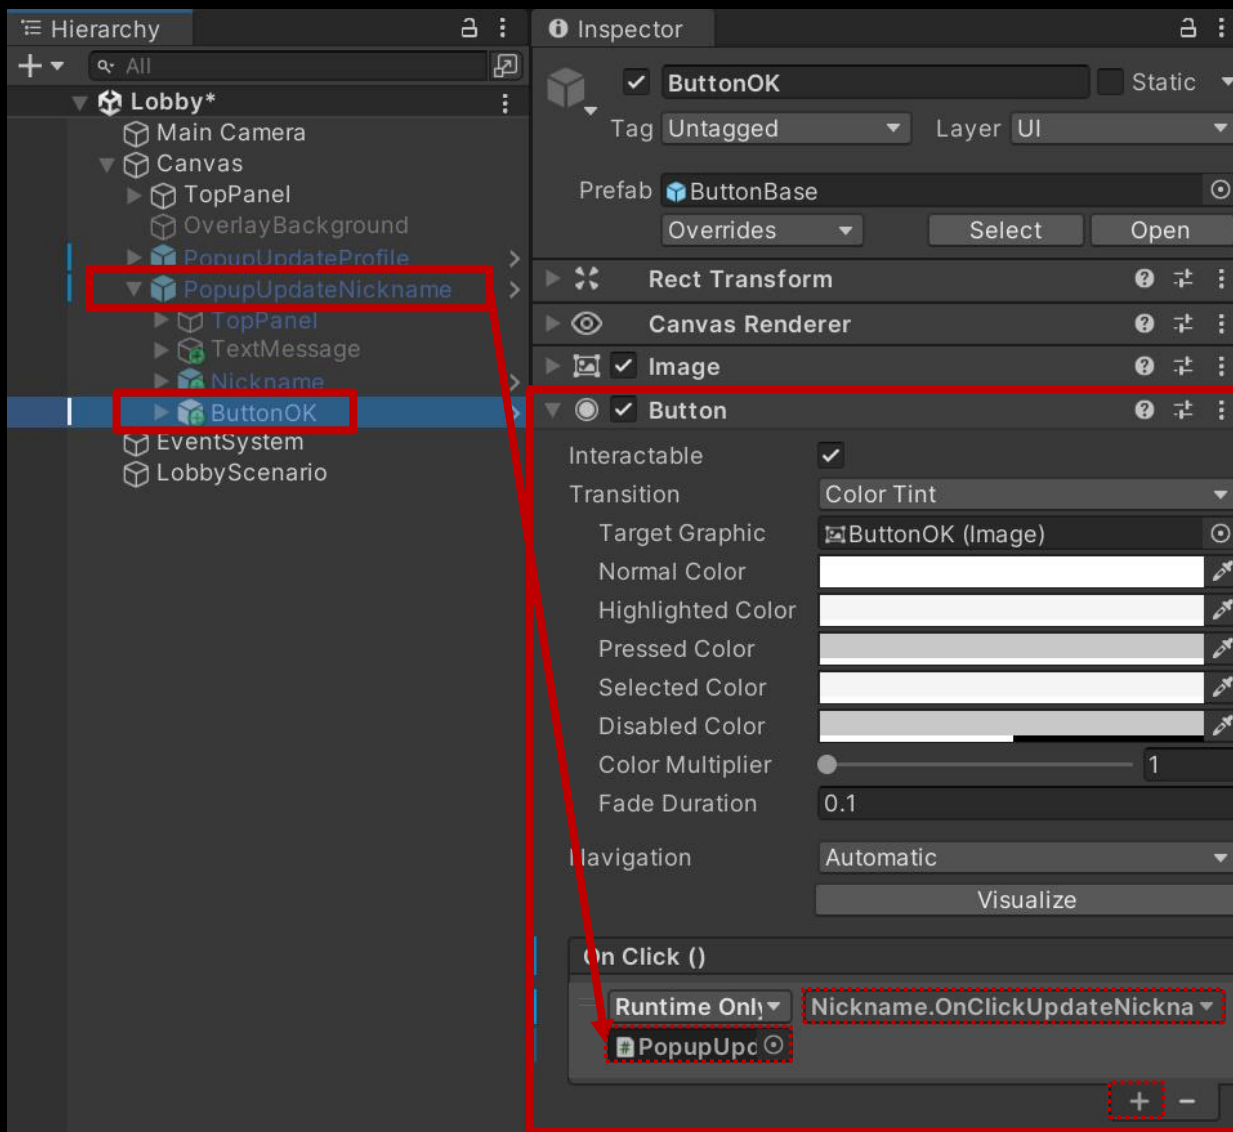 Hierarchy
All
Lobby*
Main Camera
Canvas
TopPanel
OverlayBackground
PopupUpdateProfile
PopupUpdateNickname
TopPanel
TextMessage
Nickname
ButtonOK
EventSystem
LobbyScenario
Inspector
ButtonOK
Static
Tag Untagged Layer UI
Prefab ButtonBase
Overrides Select Open
Rect Transform
Canvas Renderer
Image
Button
Interactable
Transition Color Tint
Target Graphic ButtonOK (Image)
Normal Color
Highlighted Color
Pressed Color
Selected Color
Disabled Color
Color Multiplier 1
Fade Duration 0.1
Navigation Automatic
Visualize
On Click ()
Runtime Only Nickname.OnClickUpdateNickna
PopupUpd